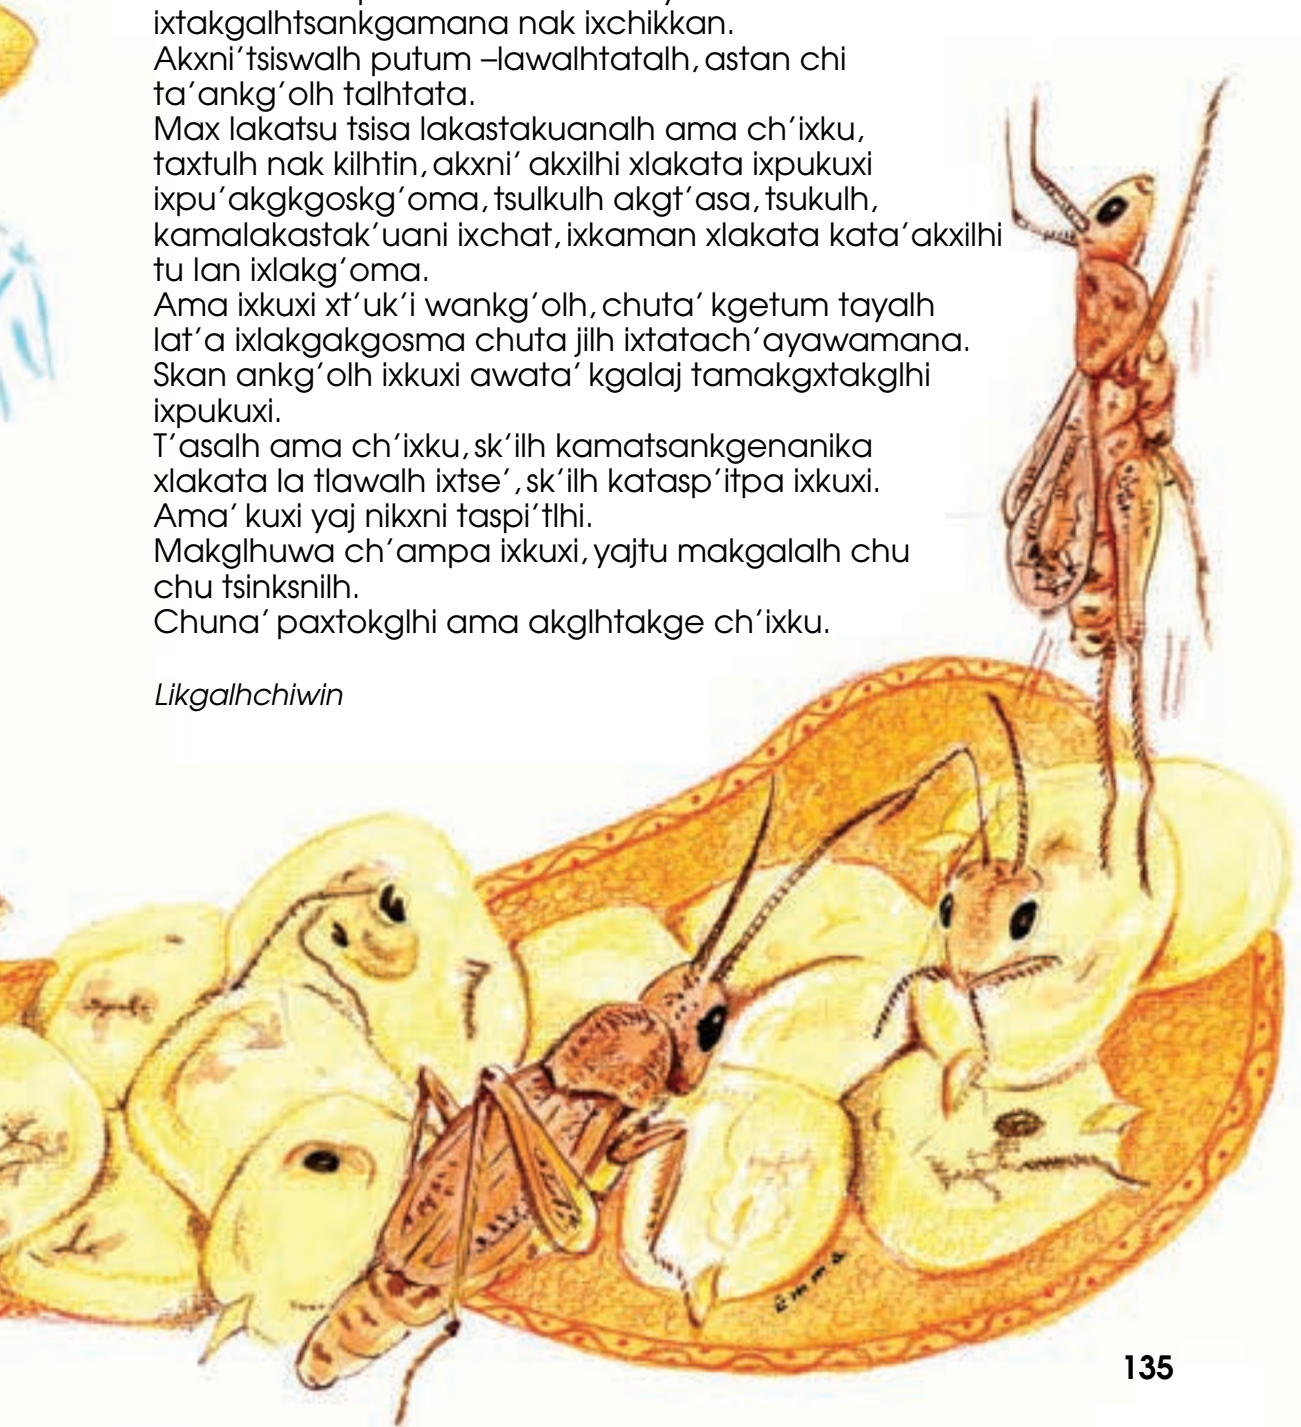 ixtakgalhtsankgamana nak ixchikkan.
Akxni’tsiswalh putum –lawalhtatalh, astan chi
ta’ankg’olh talhtata.
Max lakatsu tsisa lakastakuanalh ama ch’ixku,
taxtulh nak kilhtin, akxni’ akxilhi xlakata ixpukuxi
ixpu’akgkgoskg’oma, tsulkulh akgt’asa, tsukulh,
kamalakastak’uani ixchat, ixkaman xlakata kata’akxilhi
tu lan ixlakg’oma.
Ama ixkuxi xt’uk’i wankg’olh, chuta’ kgetum tayalh
lat’a ixlakgakgosma chuta jilh ixtatach’ayawamana.
Skan ankg’olh ixkuxi awata’ kgalaj tamakgxtakglhi
ixpukuxi.
T’asalh ama ch’ixku, sk’ilh kamatsankgenanika
xlakata la tlawalh ixtse’, sk’ilh katasp’itpa ixkuxi.
Ama’ kuxi yaj nikxni taspi’tlhi.
Makglhuwa ch’ampa ixkuxi, yajtu makgalalh chu
chu tsinksnilh.
Chuna’ paxtokglhi ama akglhtakge ch’ixku.
Likgalhchiwin
Emma
135